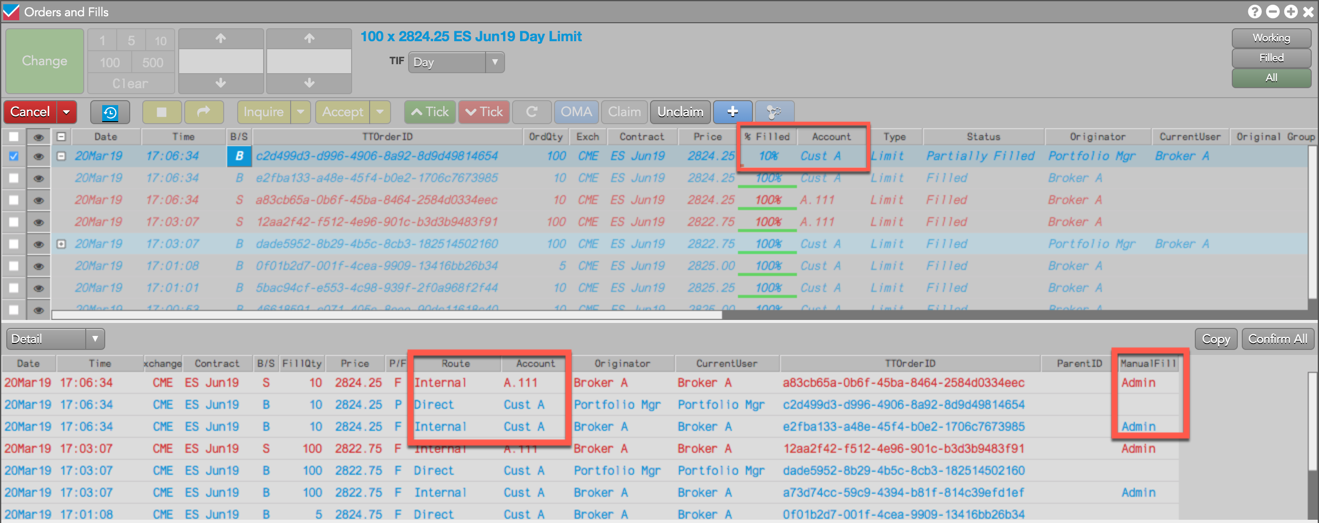 Orders and Fills
100 x 2824.25 ES Jun19 Day Limit
Working
Filled
All
Change
1 5 10
100 500
Clear
TIF Day
Cancel Inquire Accept Tick Tick OMA Claim Unclaim
Date Time B/S TTOrderID OrdQty Exch Contract Price % Filled Account Type Status Originator CurrentUser Original Group
20Mar19 17:06:34 B c2d499d3-d996-4906-8a92-8d9d49814654 100 CME ES Jun19 2824.25 10% Cust A Limit Partially Filled Portfolio Mgr Broker A
20Mar19 17:06:34 B e2fba133-a48e-45f4-b0e2-1706c7673985 10 CME ES Jun19 2824.25 100% Cust A Limit Filled Broker A
20Mar19 17:06:34 S a83cb65a-0b6f-45ba-8464-2584d0334eec 10 CME ES Jun19 2824.25 100% A.111 Limit Filled Broker A
20Mar19 17:03:07 S 12aa2f42-f512-4e96-901c-b3d3b9483f91 100 CME ES Jun19 2822.75 100% A.111 Limit Filled Broker A
20Mar19 17:03:07 B dade5952-8b29-4b5c-8cb3-182514502160 100 CME ES Jun19 2822.75 100% Cust A Limit Filled Portfolio Mgr Broker A
20Mar19 17:01:08 B 0f01b2d7-001f-4cea-9909-13416bb26b34 5 CME ES Jun19 2825.00 100% Cust A Limit Filled Broker A
20Mar19 17:01:01 B 5bac94cf-e553-4c98-939f-2f0a968f2f44 10 CME ES Jun19 2825.25 100% Cust A Limit Filled Broker A
Detail Copy Confirm All
Date Time xchange Contract B/S FillQty Price P/F Route Account Originator CurrentUser TTOrderID ParentID ManualFill
20Mar19 17:06:34 CME ES Jun19 S 10 2824.25 F Internal A.111 Broker A Broker A a83cb65a-0b6f-45ba-8464-2584d0334eec Admin
20Mar19 17:06:34 CME ES Jun19 B 10 2824.25 P Direct Cust A Portfolio Mgr Portfolio Mgr c2d499d3-d996-4906-8a92-8d9d49814654
20Mar19 17:06:34 CME ES Jun19 B 10 2824.25 F Internal Cust A Broker A Broker A e2fba133-a48e-45f4-b0e2-1706c7673985 Admin
20Mar19 17:03:07 CME ES Jun19 S 100 2822.75 F Internal A.111 Broker A Broker A 12aa2f42-f512-4e96-901c-b3d3b9483f91 Admin
20Mar19 17:03:07 CME ES Jun19 B 100 2822.75 F Direct Cust A Portfolio Mgr Portfolio Mgr dade5952-8b29-4b5c-8cb3-182514502160
20Mar19 17:03:07 CME ES Jun19 B 100 2822.75 F Internal Cust A Broker A Broker A a73d74cc-59c9-4394-b81f-814c39efd1ef Admin
20Mar19 17:01:08 CME ES Jun19 B 5 2824.75 F Direct Cust A Broker A Broker A 0f01b2d7-001f-4cea-9909-13416bb26b34